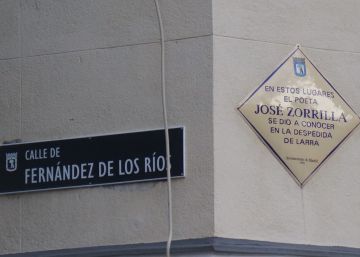 CALLE DE
FERNÁNDEZ DE LOS RÍOS
EN ESTOS LUGARES
EL POETA
JOSÉ ZORRILLA
SE DIO A CONOCER
EN LA DESPEDIDA
DE LARRA